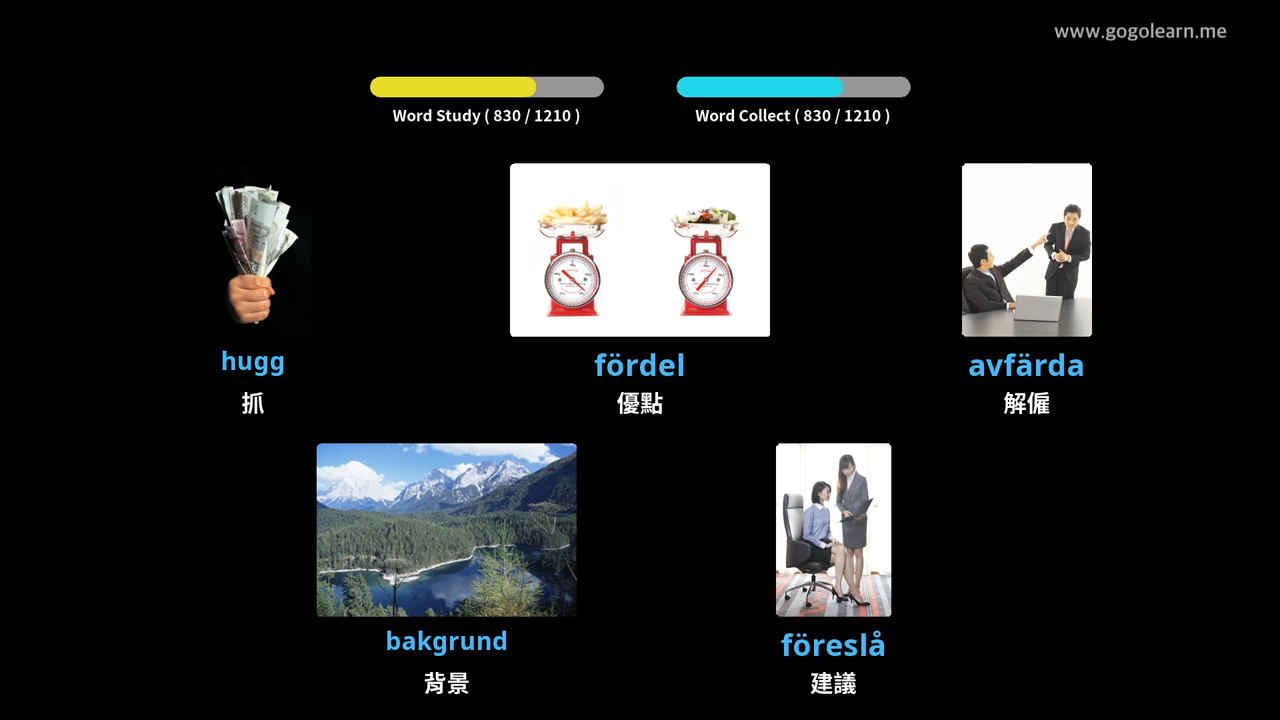 www.gogolearn.me
Word Study ( 830 / 1210 )
Word Collect ( 830 / 1210 )
hugg
抓
fördel
優點
avfärda
解僱
bakgrund
背景
föreslå
建議